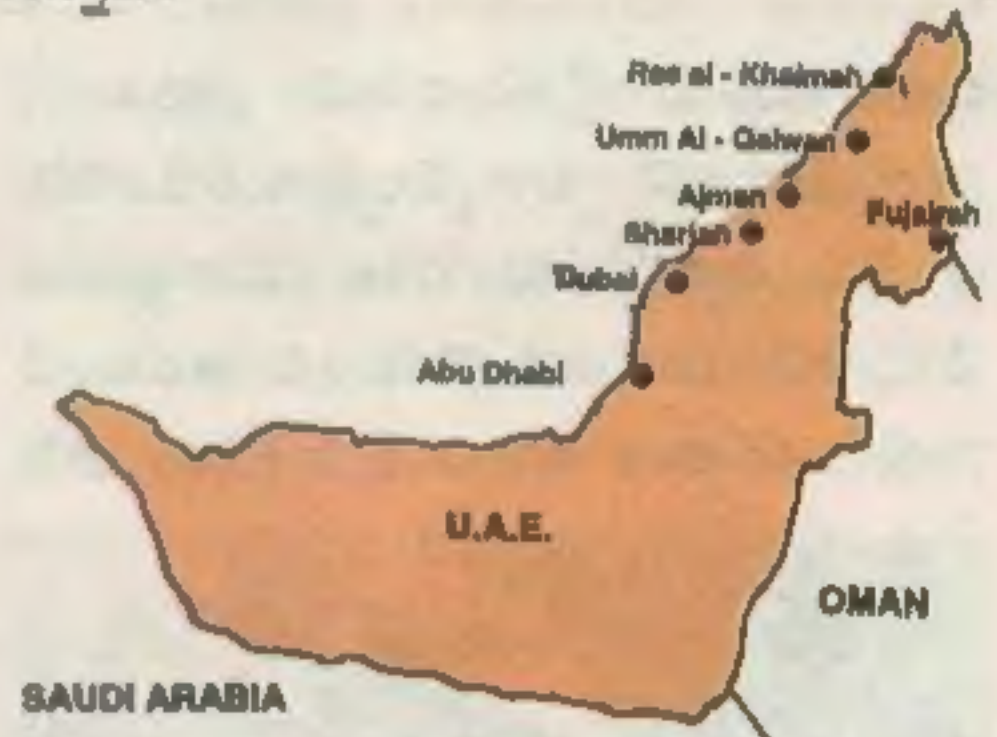 Ras al - Khaimah
Umm Al - Qaiwan
Ajman
Fujairah
Sharjah
Dubai
Abu Dhabi
U.A.E.
OMAN
SAUDI ARABIA